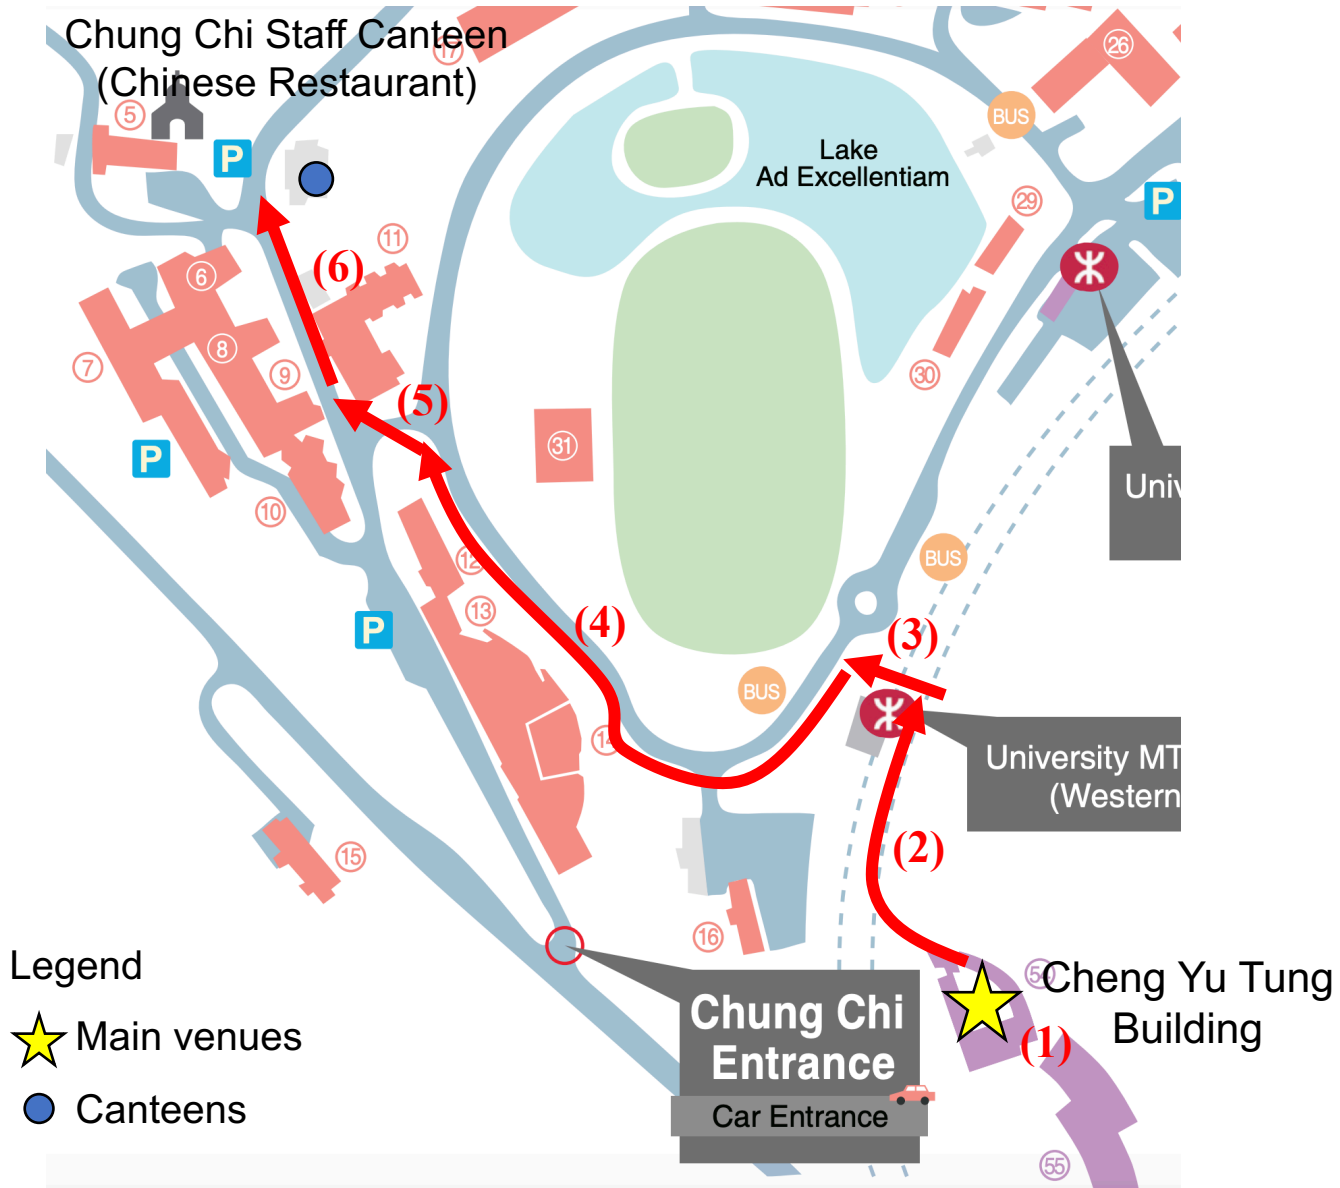 Chung Chi Staff Canteen
(Chinese Restaurant)
17
26
5
P
BUS
Lake
Ad Excellentiam
P
29
11
(6)
6
8
7
9
30
(5)
31
P
10
Univ
12
BUS
13
P
(4)
(3)
BUS
14
University MT
(Western
(2)
15
16
Legend
54
Cheng Yu Tung
Building
Main venues
(1)
Chung Chi
Entrance
Canteens
Car Entrance
55